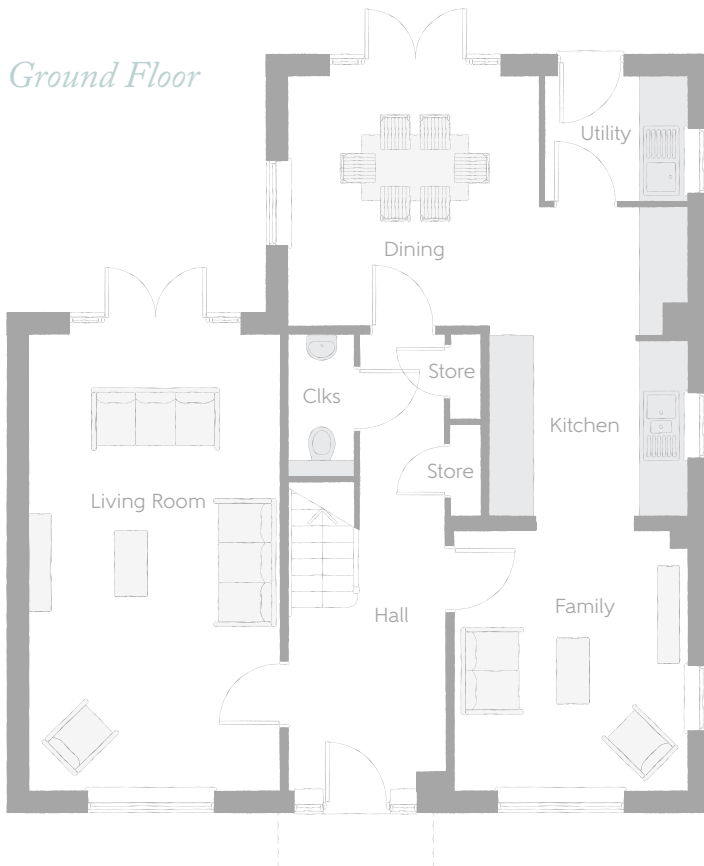 Ground Floor
Utility
Dining
Store
Clks
Kitchen
Store
Living Room
Family
Hall